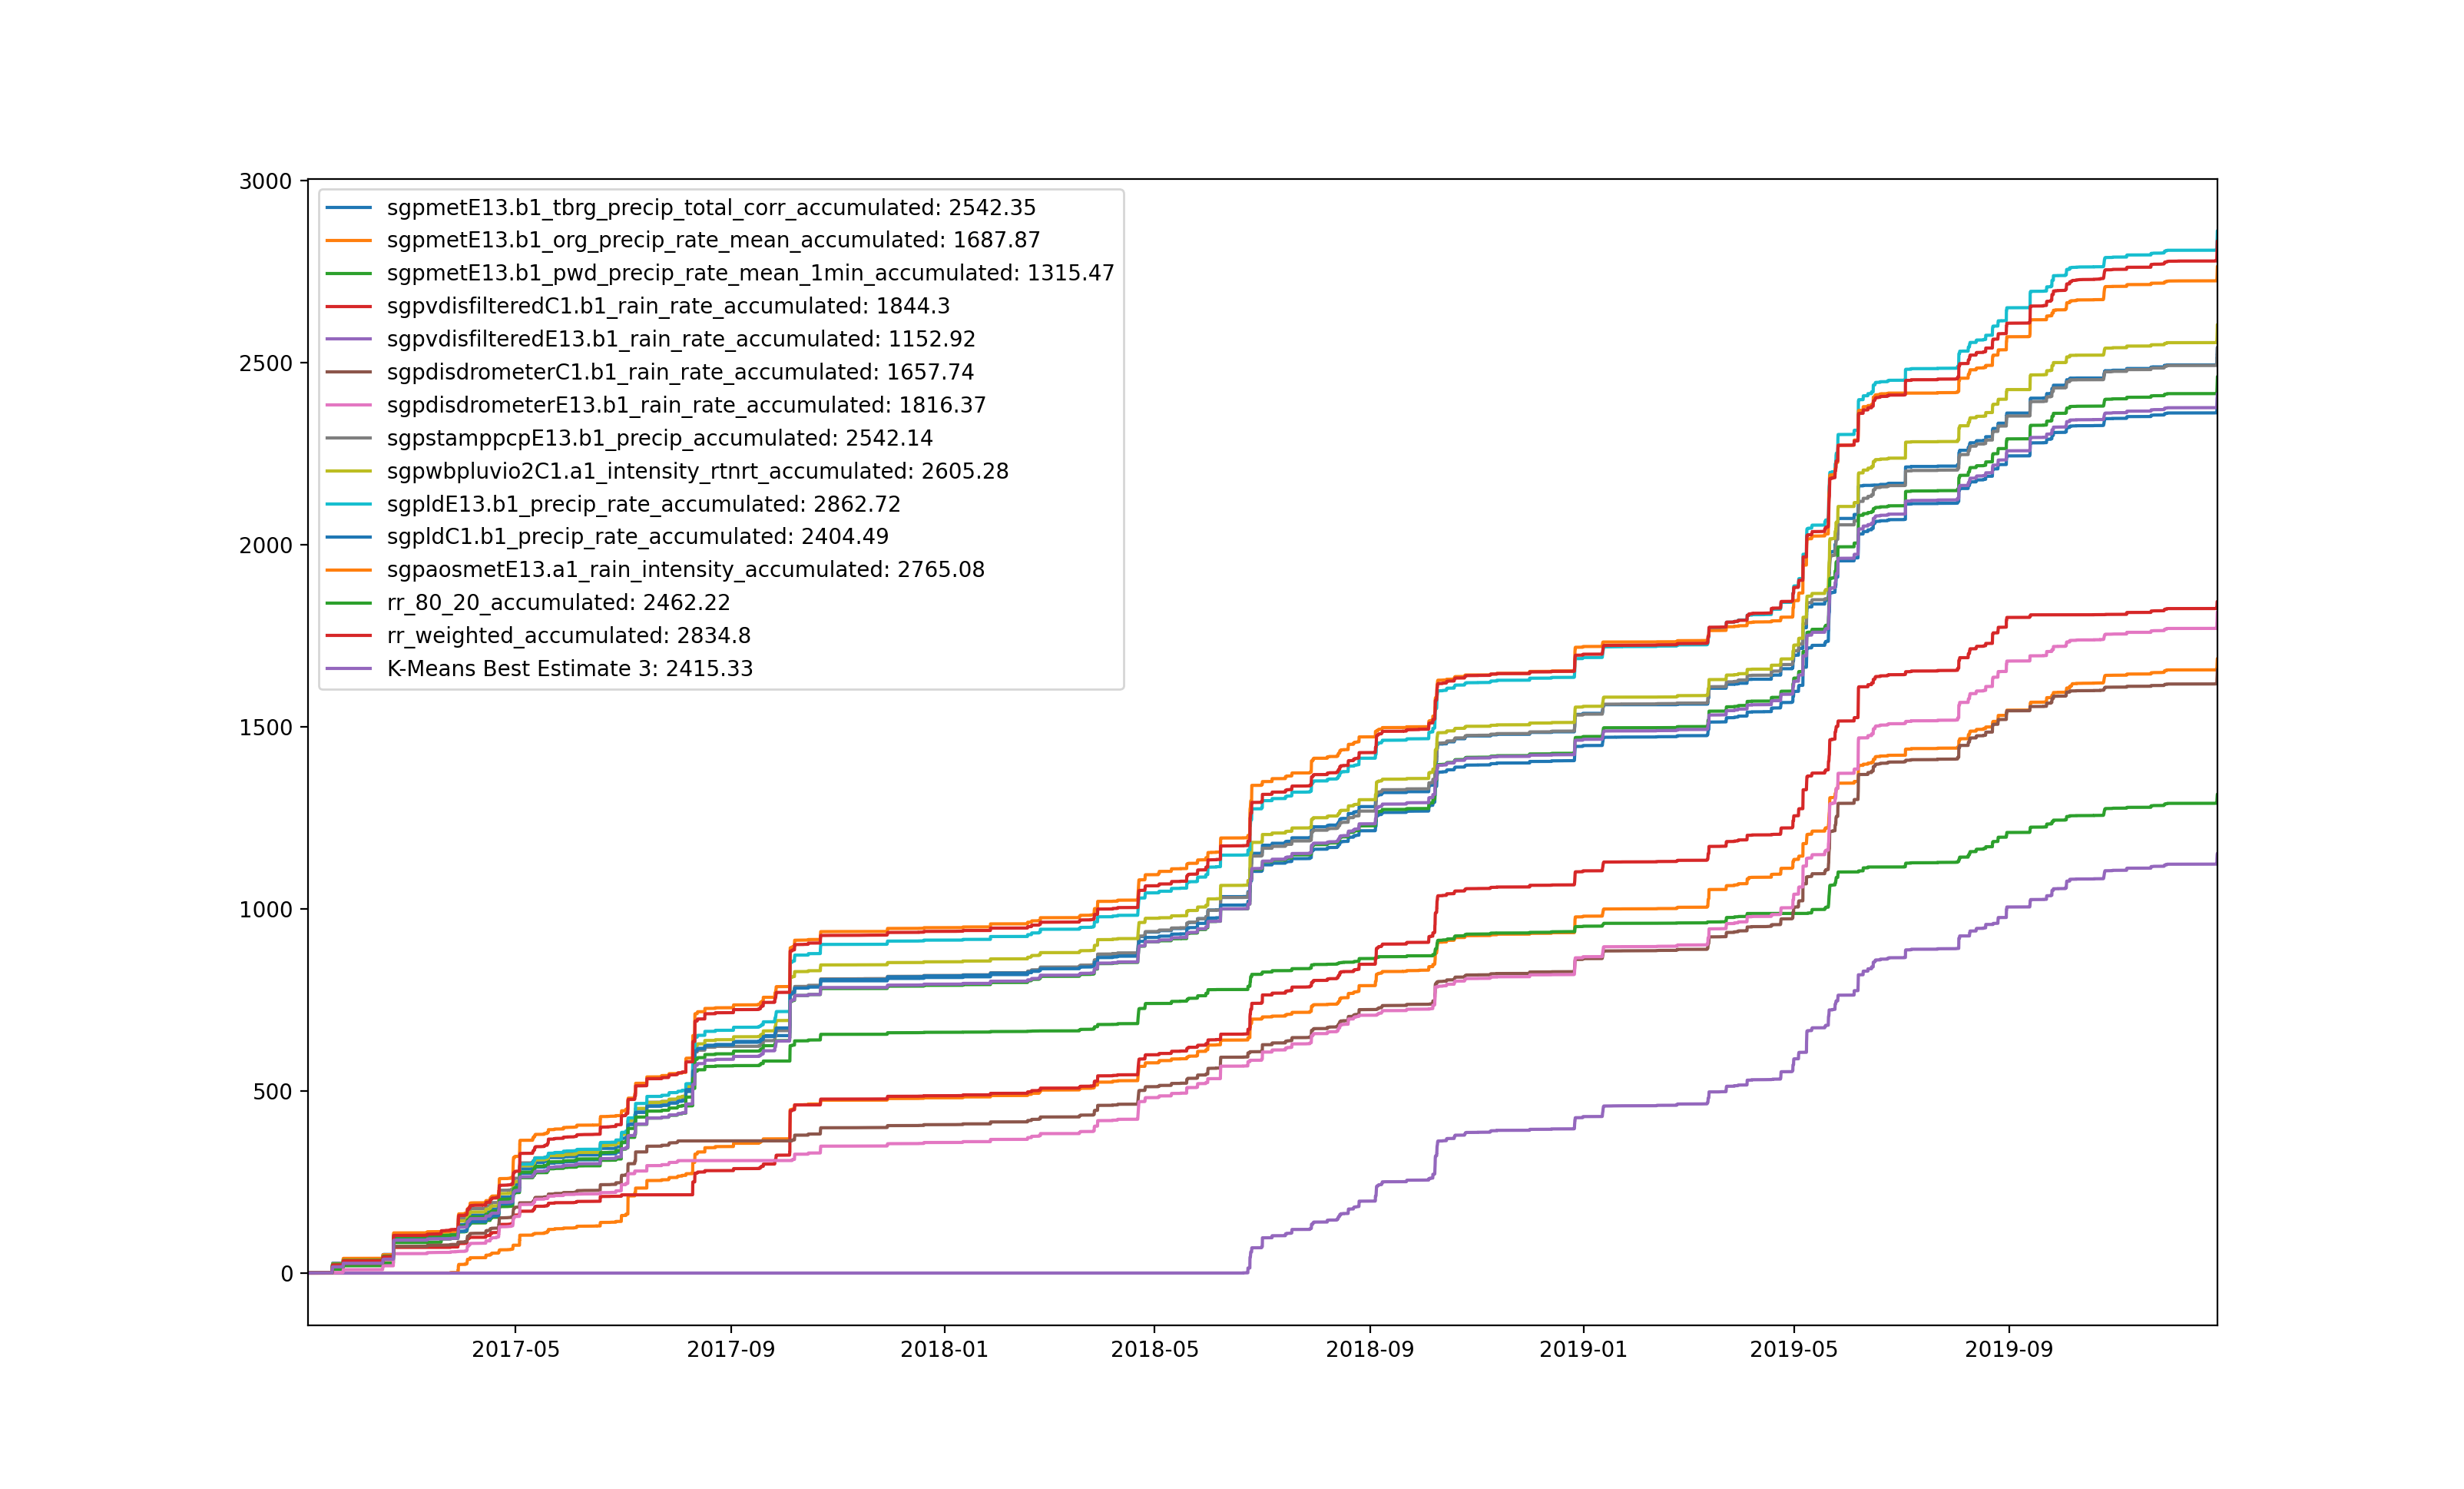 3000
2500
2000
1500
1000
500
0
sgpmetE13.b1_tbrg_precip_total_corr_accumulated: 2542.35
sgpmetE13.b1_org_precip_rate_mean_accumulated: 1687.87
sgpmetE13.b1_pwd_precip_rate_mean_1min_accumulated: 1315.47
sgpvdisfilteredC1.b1_rain_rate_accumulated: 1844.3
sgpvdisfilteredE13.b1_rain_rate_accumulated: 1152.92
sgpdisdrometerC1.b1_rain_rate_accumulated: 1657.74
sgpdisdrometerE13.b1_rain_rate_accumulated: 1816.37
sgpstamppcpE13.b1_precip_accumulated: 2542.14
sgpwbpluvio2C1.a1_intensity_rtnrt_accumulated: 2605.28
sgpldE13.b1_precip_rate_accumulated: 2862.72
sgpldC1.b1_precip_rate_accumulated: 2404.49
sgpaosmetE13.a1_rain_intensity_accumulated: 2765.08
rr_80_20_accumulated: 2462.22
rr_weighted_accumulated: 2834.8
K-Means Best Estimate 3: 2415.33
2017-05 2017-09 2018-01 2018-05 2018-09 2019-01 2019-05 2019-09